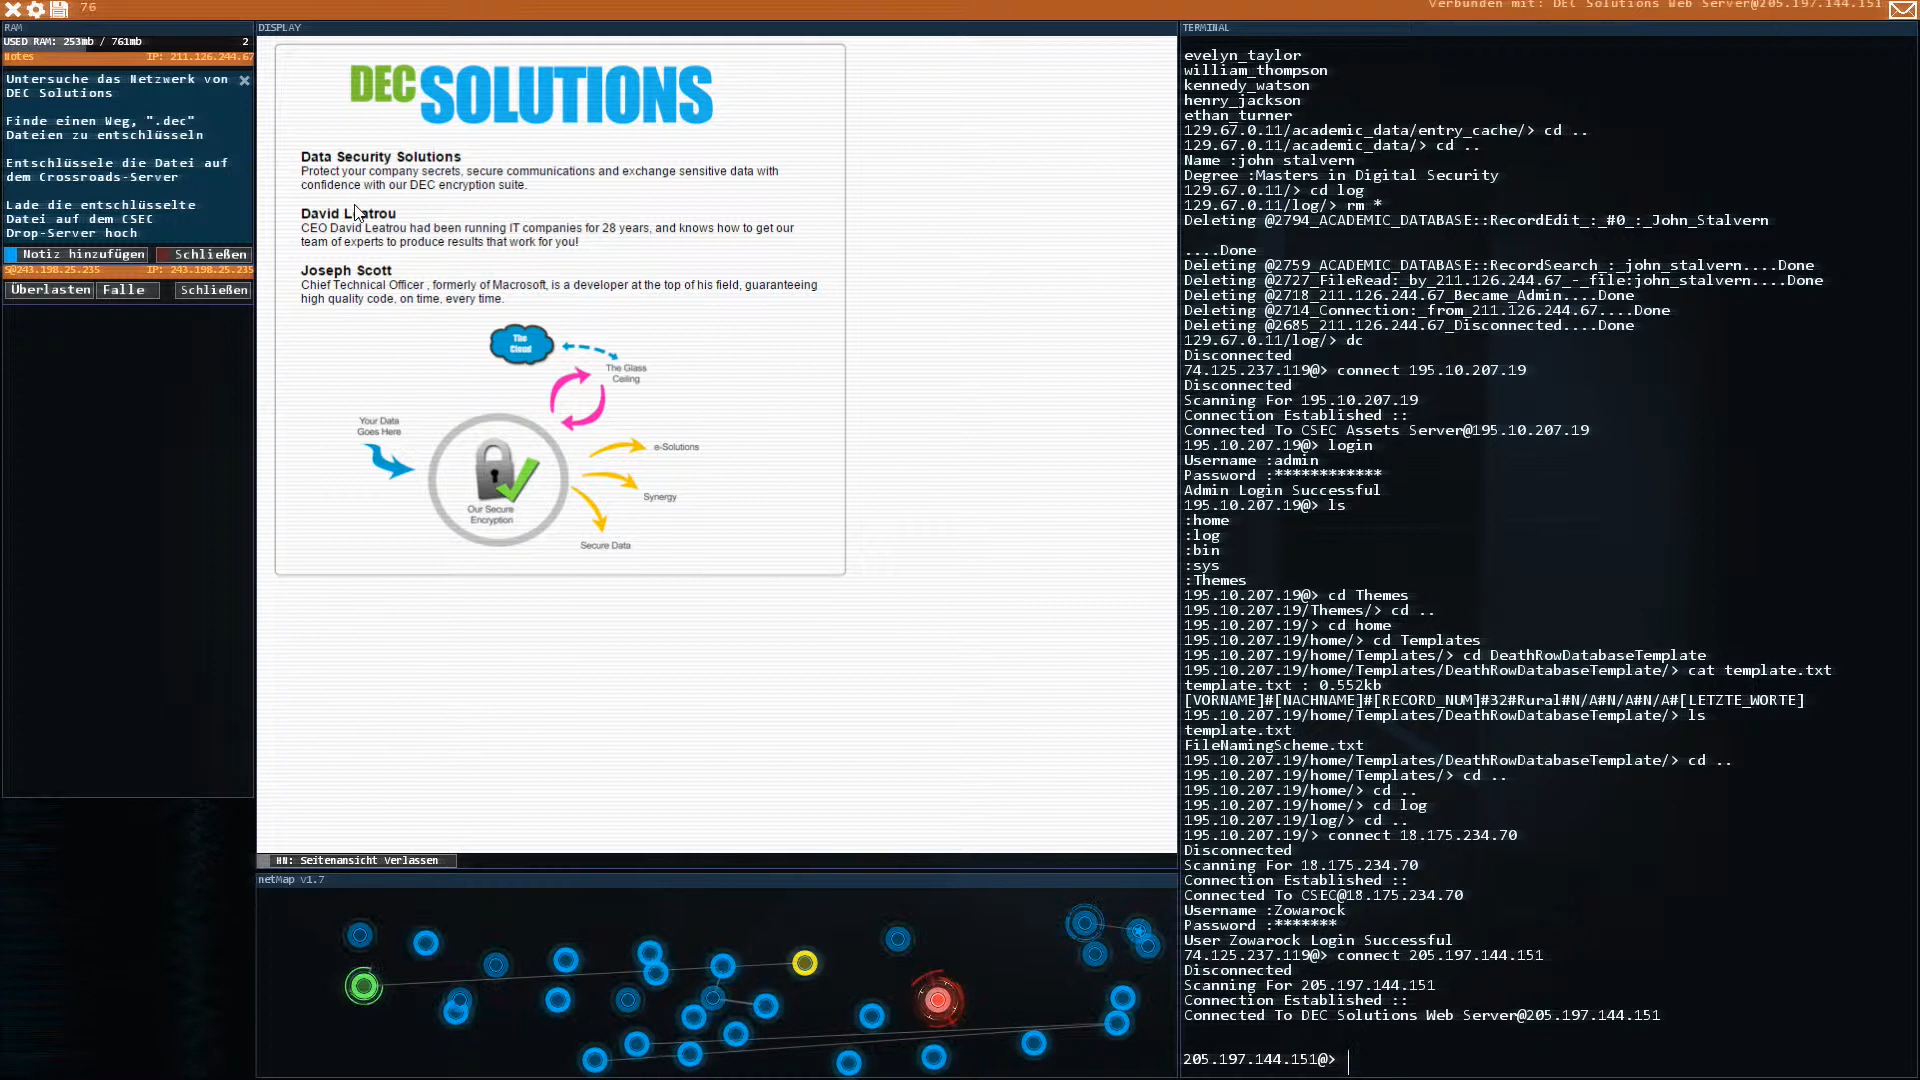 76
Verbunden mit: DEC Solutions Web Server@205.197.144.151
RAM
USED RAM: 253mb / 761mb
2
Notes
IP: 211.126.244.67
Untersuche das Netzwerk von
DEC Solutions
Finde einen Weg, ".dec"
Dateien zu entschlüsseln
Entschlüssele die Datei auf
dem Crossroads-Server
Lade die entschlüsselte
Datei auf dem CSEC
Drop-Server hoch
Notiz hinzufügen
Schließen
S@243.198.25.235
IP: 243.198.25.235
Überlasten
Falle
Schließen
DISPLAY
DEC SOLUTIONS
Data Security Solutions
Protect your company secrets, secure communications and exchange sensitive data with
confidence with our DEC encryption suite.
David Leatrou
CEO David Leatrou had been running IT companies for 28 years, and knows how to get our
team of experts to produce results that work for you!
Joseph Scott
Chief Technical Officer , formerly of Macrosoft, is a developer at the top of his field, guaranteeing
high quality code, on time, every time.
The
Cloud
The Glass
Ceiling
Your Data
Goes Here
e-Solutions
Synergy
Our Secure
Encryption
Secure Data
HN: Seitenansicht Verlassen
netMap v1.7
TERMINAL
evelyn_taylor
william_thompson
kennedy_watson
henry_jackson
ethan_turner
129.67.0.11/academic_data/entry_cache/> cd ..
129.67.0.11/academic_data/> cd ..
Name :john stalvern
Degree :Masters in Digital Security
129.67.0.11/> cd log
129.67.0.11/log/> rm *
Deleting @2794_ACADEMIC_DATABASE::RecordEdit_:_#0_:_John_Stalvern
....Done
Deleting @2759_ACADEMIC_DATABASE::RecordSearch_:_john_stalvern....Done
Deleting @2727_FileRead:_by_211.126.244.67_-_file:john_stalvern....Done
Deleting @2718_211.126.244.67_Became_Admin....Done
Deleting @2714_Connection:_from_211.126.244.67....Done
Deleting @2685_211.126.244.67_Disconnected....Done
129.67.0.11/log/> dc
Disconnected
74.125.237.119@> connect 195.10.207.19
Disconnected
Scanning For 195.10.207.19
Connection Established ::
Connected To CSEC Assets Server@195.10.207.19
195.10.207.19@> login
Username :admin
Password :************
Admin Login Successful
195.10.207.19@> ls
:home
:log
:bin
:sys
:Themes
195.10.207.19@> cd Themes
195.10.207.19/Themes/> cd ..
195.10.207.19/> cd home
195.10.207.19/home/> cd Templates
195.10.207.19/home/Templates/> cd DeathRowDatabaseTemplate
195.10.207.19/home/Templates/DeathRowDatabaseTemplate/> cat template.txt
template.txt : 0.552kb
[VORNAME]#[NACHNAME]#[RECORD_NUM]#32#Rural#N/A#N/A#N/A#[LETZTE_WORTE]
195.10.207.19/home/Templates/DeathRowDatabaseTemplate/> ls
template.txt
FileNamingScheme.txt
195.10.207.19/home/Templates/DeathRowDatabaseTemplate/> cd ..
195.10.207.19/home/Templates/> cd ..
195.10.207.19/home/> cd ..
195.10.207.19/home/> cd log
195.10.207.19/log/> cd ..
195.10.207.19/> connect 18.175.234.70
Disconnected
Scanning For 18.175.234.70
Connection Established ::
Connected To CSEC@18.175.234.70
Username :Zowarock
Password :*******
User Zowarock Login Successful
74.125.237.119@> connect 205.197.144.151
Disconnected
Scanning For 205.197.144.151
Connection Established ::
Connected To DEC Solutions Web Server@205.197.144.151
205.197.144.151@>